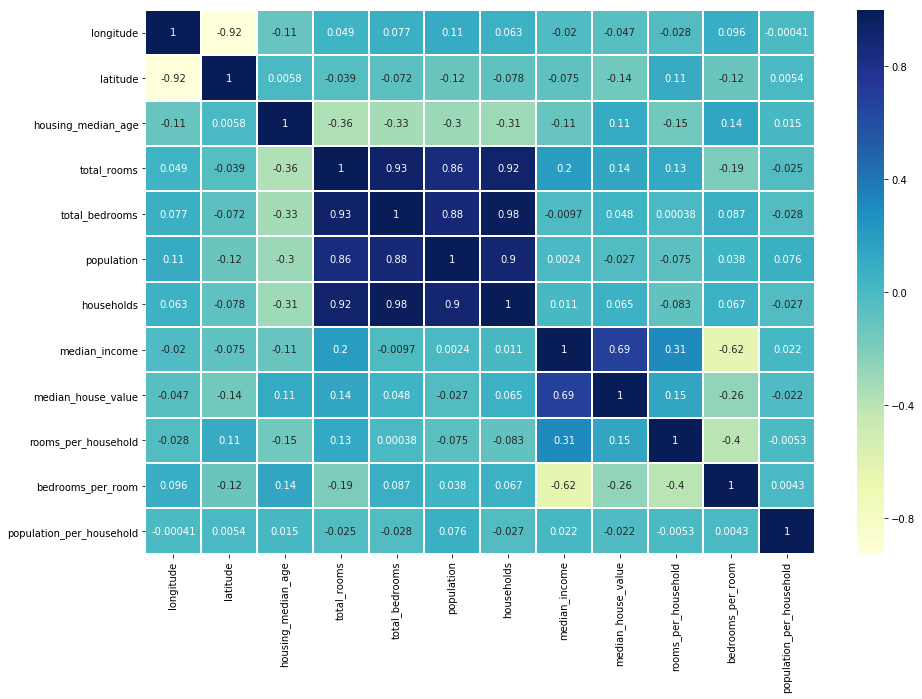 longitude 1 -0.92 -0.11 0.049 0.077 0.11 0.063 -0.02 -0.047 -0.028 0.096 -0.00041
latitude -0.92 1 0.0058 -0.039 -0.072 -0.12 -0.078 -0.075 -0.14 0.11 -0.12 0.0054
housing_median_age -0.11 0.0058 1 -0.36 -0.33 -0.3 -0.31 -0.11 0.11 -0.15 0.14 0.015
total_rooms 0.049 -0.039 -0.36 1 0.93 0.86 0.92 0.2 0.14 0.13 -0.19 -0.025
total_bedrooms 0.077 -0.072 -0.33 0.93 1 0.88 0.98 -0.0097 0.048 0.00038 0.087 -0.028
population 0.11 -0.12 -0.3 0.86 0.88 1 0.9 0.0024 -0.027 -0.075 0.038 0.076
households 0.063 -0.078 -0.31 0.92 0.98 0.9 1 0.011 0.065 -0.083 0.067 -0.027
median_income -0.02 -0.075 -0.11 0.2 -0.0097 0.0024 0.011 1 0.69 0.31 -0.62 0.022
median_house_value -0.047 -0.14 0.11 0.14 0.048 -0.027 0.065 0.69 1 0.15 -0.26 -0.022
rooms_per_household -0.028 0.11 -0.15 0.13 0.00038 -0.075 -0.083 0.31 0.15 1 -0.4 -0.0053
bedrooms_per_room 0.096 -0.12 0.14 -0.19 0.087 0.038 0.067 -0.62 -0.26 -0.4 1 0.0043
population_per_household -0.00041 0.0054 0.015 -0.025 -0.028 0.076 -0.027 0.022 -0.022 -0.0053 0.0043 1
longitude
latitude
housing_median_age
total_rooms
total_bedrooms
population
households
median_income
median_house_value
rooms_per_household
bedrooms_per_room
population_per_household
0.8
0.4
0.0
-0.4
-0.8